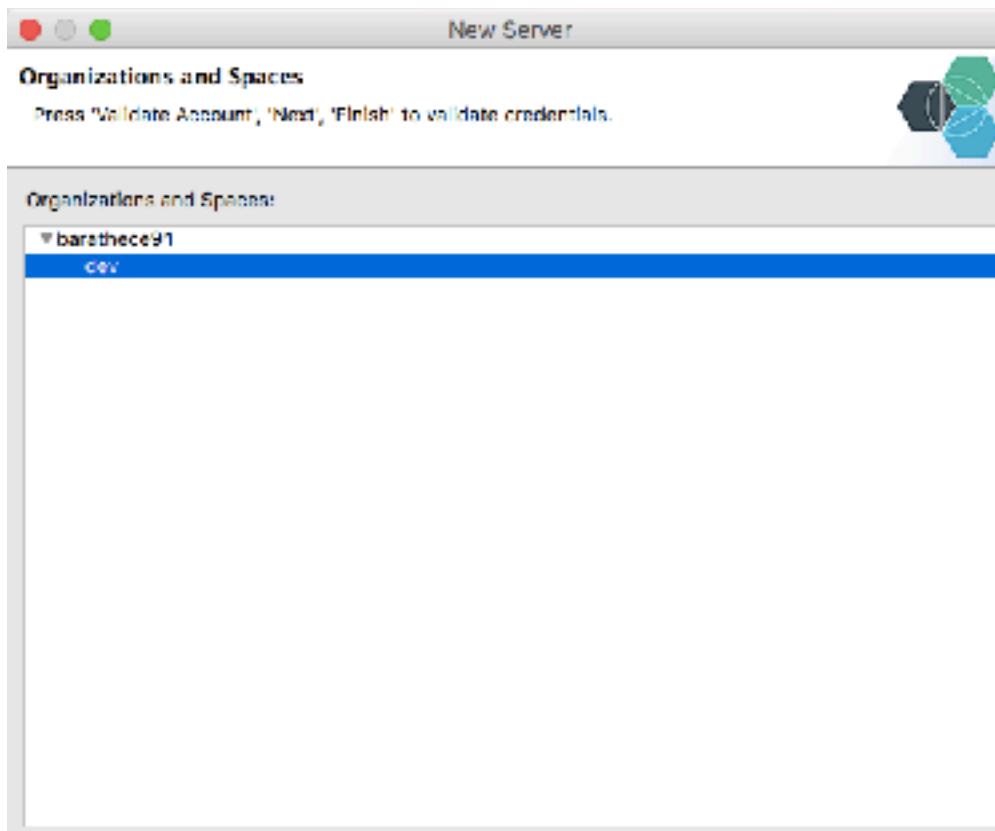 New Server
Organizations and Spaces
Press 'Validate Account', 'Next', 'Finish' to validate credentials.
Organizations and Spaces:
barathece91
dev